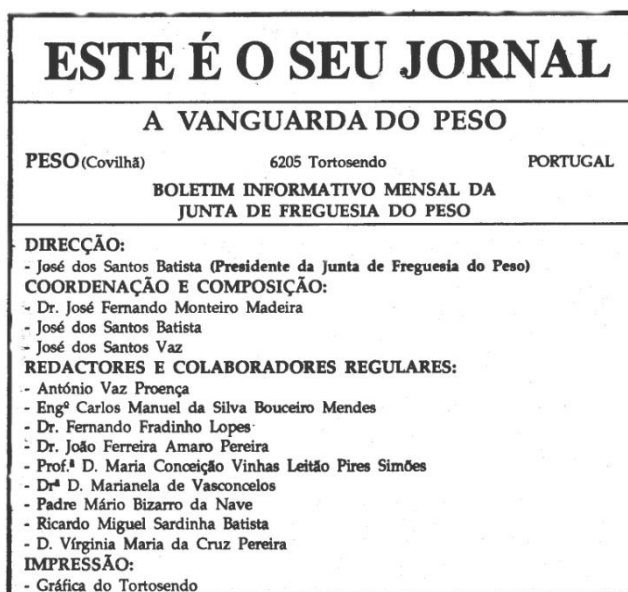 ESTE É O SEU JORNAL
A VANGUARDA DO PESO
PESO (Covilhã) 6205 Tortosendo PORTUGAL
BOLETIM INFORMATIVO MENSAL DA
JUNTA DE FREGUESIA DO PESO
DIRECÇÃO:
- José dos Santos Batista (Presidente da Junta de Freguesia do Peso)
COORDENAÇÃO E COMPOSIÇÃO:
- Dr. José Fernando Monteiro Madeira
- José dos Santos Batista
- José dos Santos Vaz
REDACTORES E COLABORADORES REGULARES:
- António Vaz Proença
- Engº Carlos Manuel da Silva Bouceiro Mendes
- Dr. Fernando Fradinho Lopes
- Dr. João Ferreira Amaro Pereira
- Prof.ª D. Maria Conceição Vinhas Leitão Pires Simões
- Drª D. Marianela de Vasconcelos
- Padre Mário Bizarro da Nave
- Ricardo Miguel Sardinha Batista
- D. Vírginia Maria da Cruz Pereira
IMPRESSÃO:
- Gráfica do Tortosendo